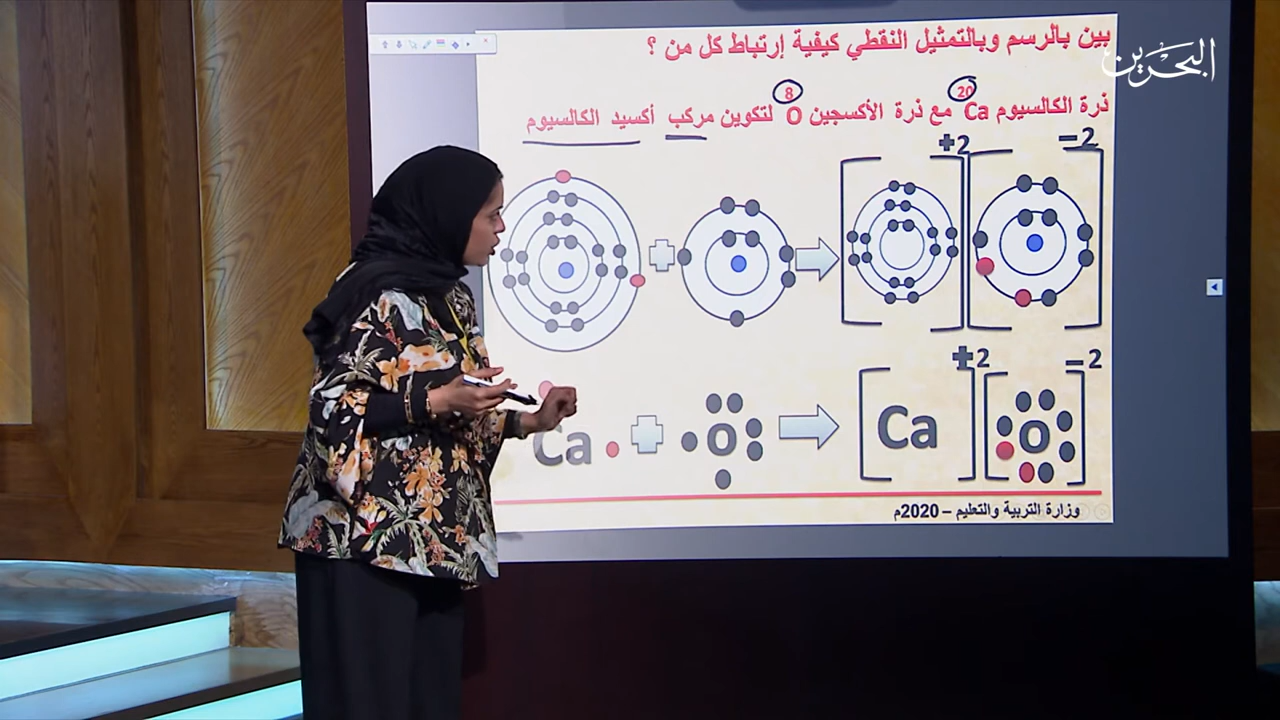 بين بالرسم وبالتمثيل النقطي كيفية إرتباط كل من ؟
البحرين
20 8
ذرة الكالسيوم Ca مع ذرة الأكسجين O لتكوين مركب أكسيد الكالسيوم
+2 -2
+2 -2
Ca O Ca O
وزارة التربية والتعليم – 2020م